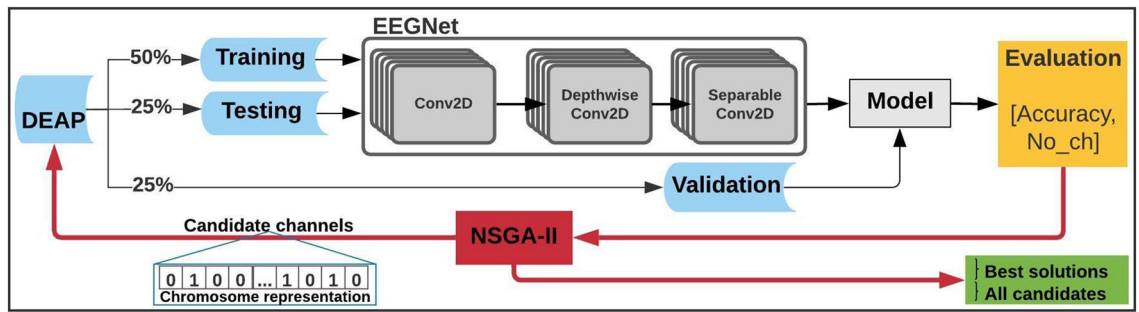 EEGNet
50%
Training
Evaluation
Conv2D
Depthwise
Conv2D
Separable
Conv2D
Model
DEAP
25%
Testing
[Accuracy,
No_ch]
25%
Validation
Candidate channels
NSGA-II
0 1 0 0 ... 1 0 1 0
Chromosome representation
} Best solutions
} All candidates